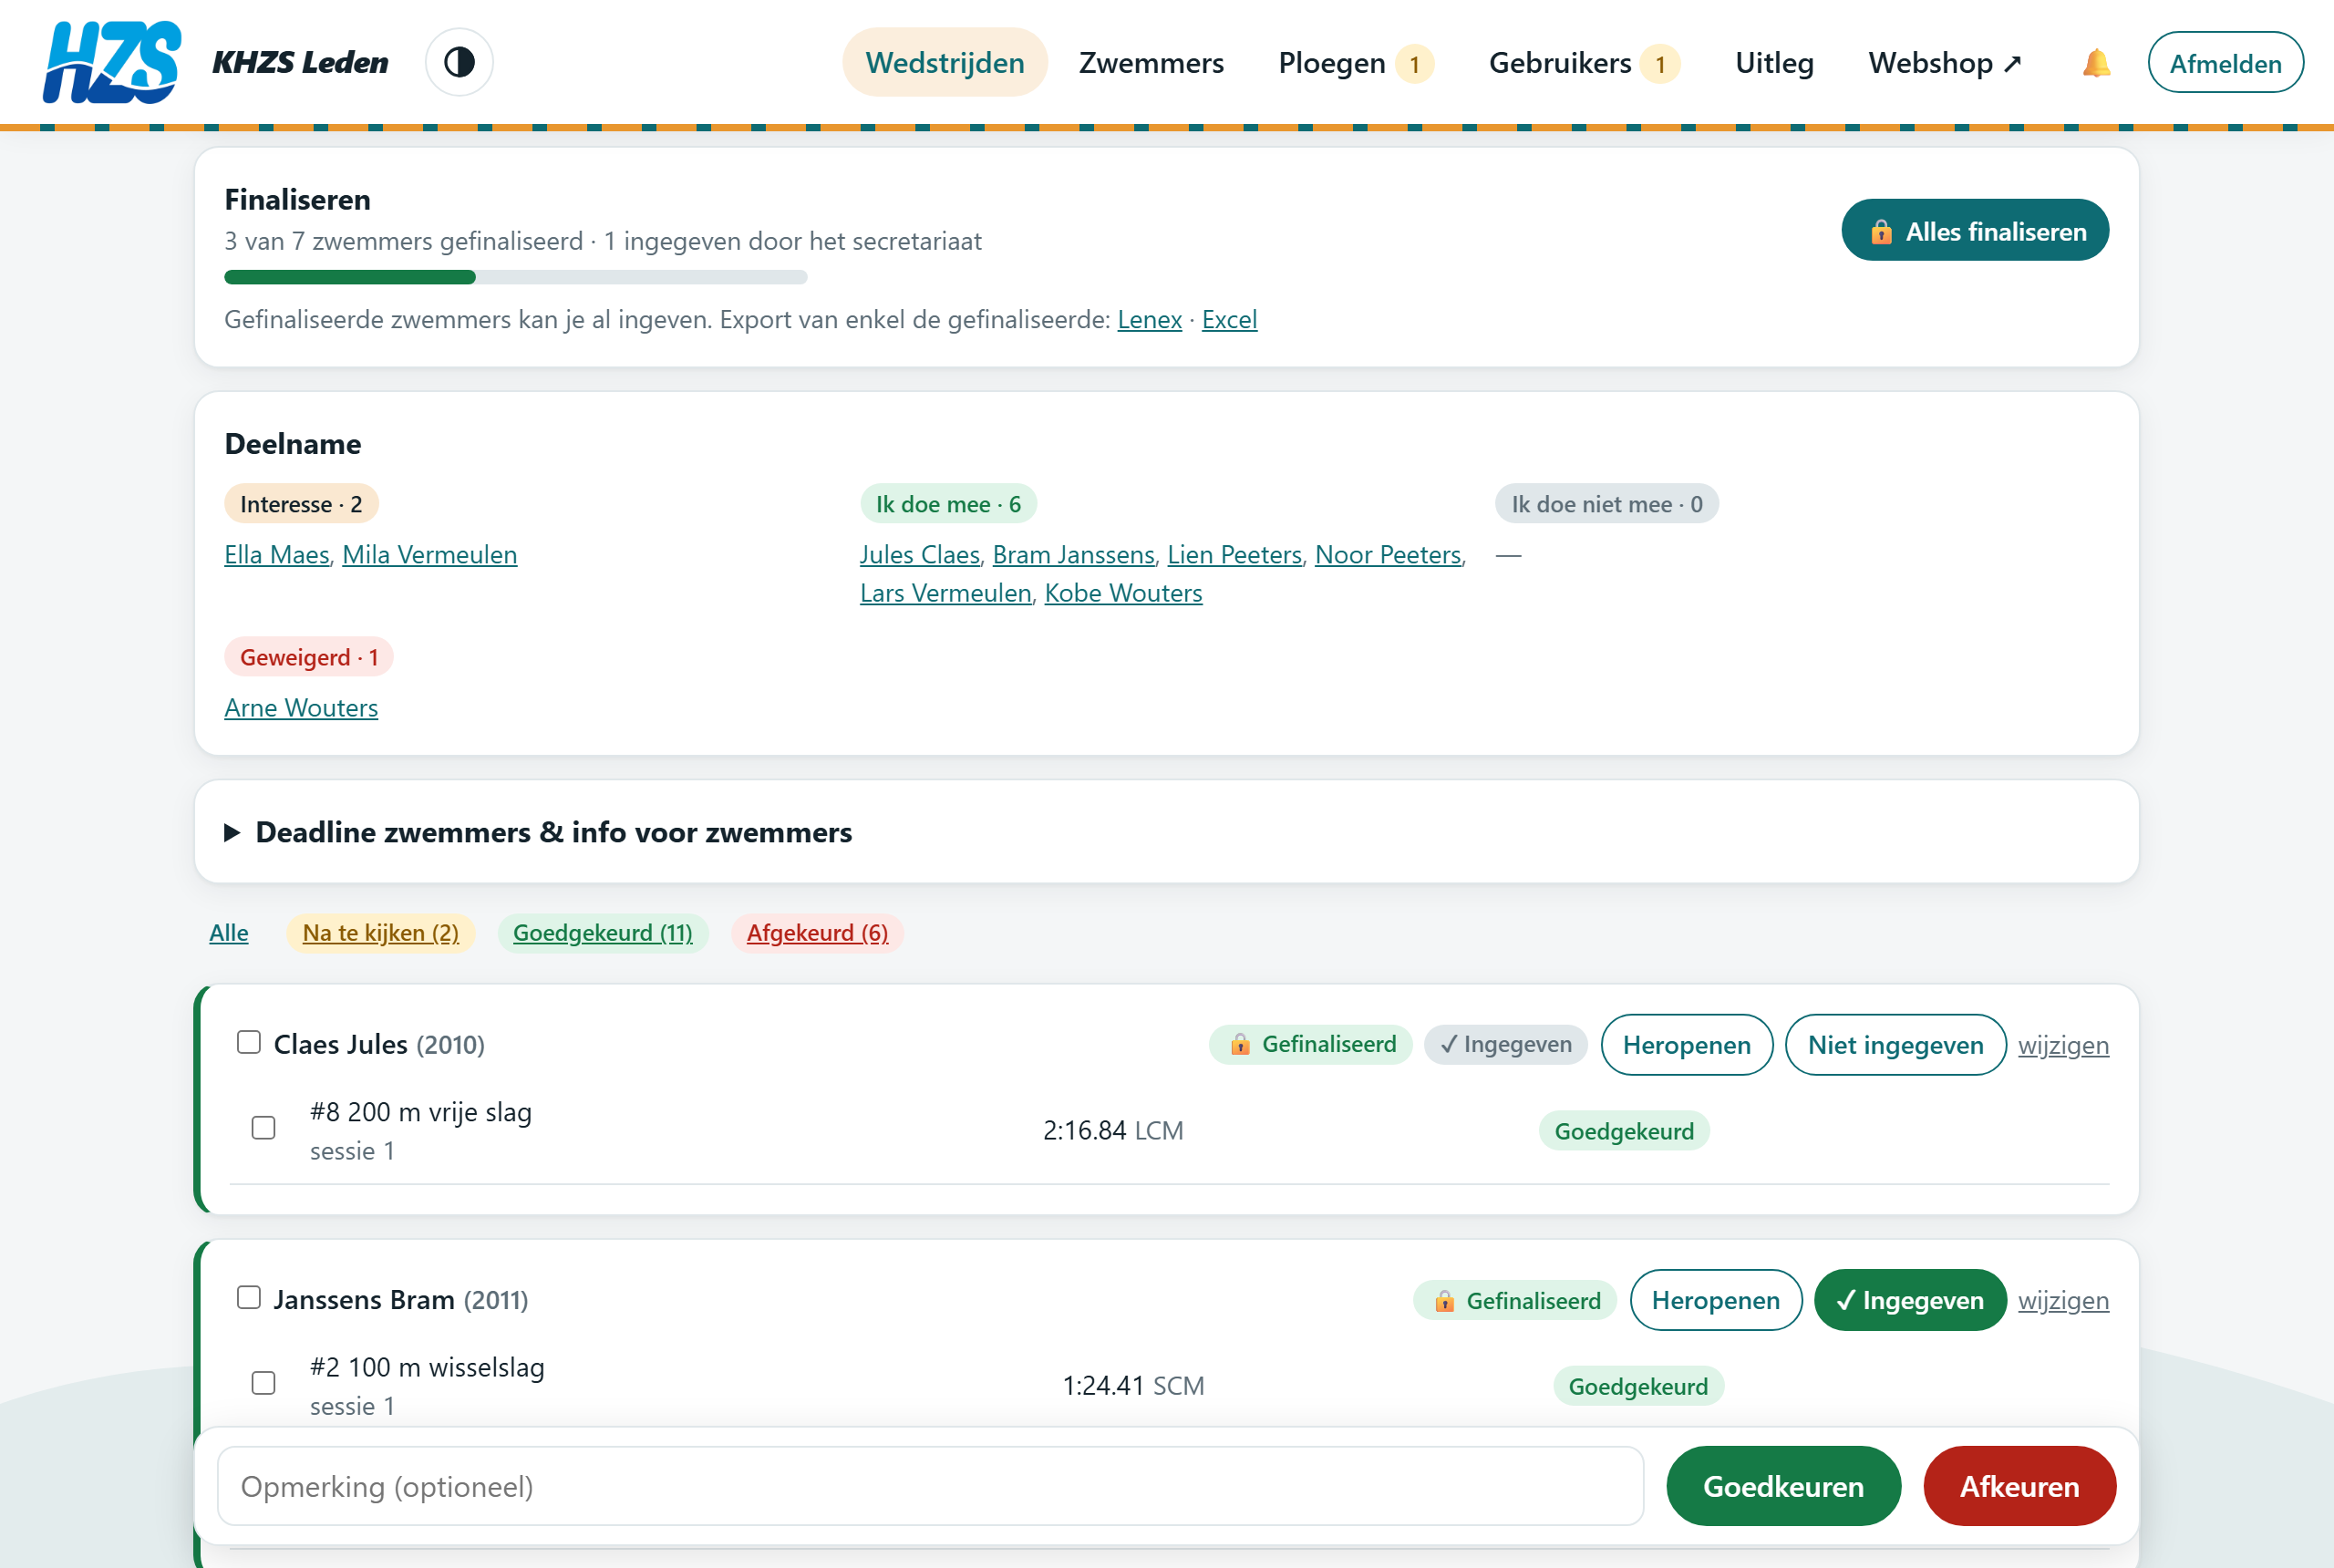 HZS KHZS Leden Wedstrijden Zwemmers Ploegen 1 Gebruikers 1 Uitleg Webshop ↗ Afmelden
Finaliseren
3 van 7 zwemmers gefinaliseerd · 1 ingegeven door het secretariaat
Alles finaliseren
Gefinaliseerde zwemmers kan je al ingeven. Export van enkel de gefinaliseerde: Lenex · Excel
Deelname
Interesse · 2
Ella Maes, Mila Vermeulen
Ik doe mee · 6
Jules Claes, Bram Janssens, Lien Peeters, Noor Peeters,
Lars Vermeulen, Kobe Wouters
Ik doe niet mee · 0
—
Geweigerd · 1
Arne Wouters
Deadline zwemmers & info voor zwemmers
Alle Na te kijken (2) Goedgekeurd (11) Afgekeurd (6)
Claes Jules (2010) Gefinaliseerd ✓ Ingegeven Heropenen Niet ingegeven wijzigen
#8 200 m vrije slag
sessie 1
2:16.84 LCM Goedgekeurd
Janssens Bram (2011) Gefinaliseerd Heropenen ✓ Ingegeven wijzigen
#2 100 m wisselslag
sessie 1
1:24.41 SCM Goedgekeurd
Opmerking (optioneel) Goedkeuren Afkeuren